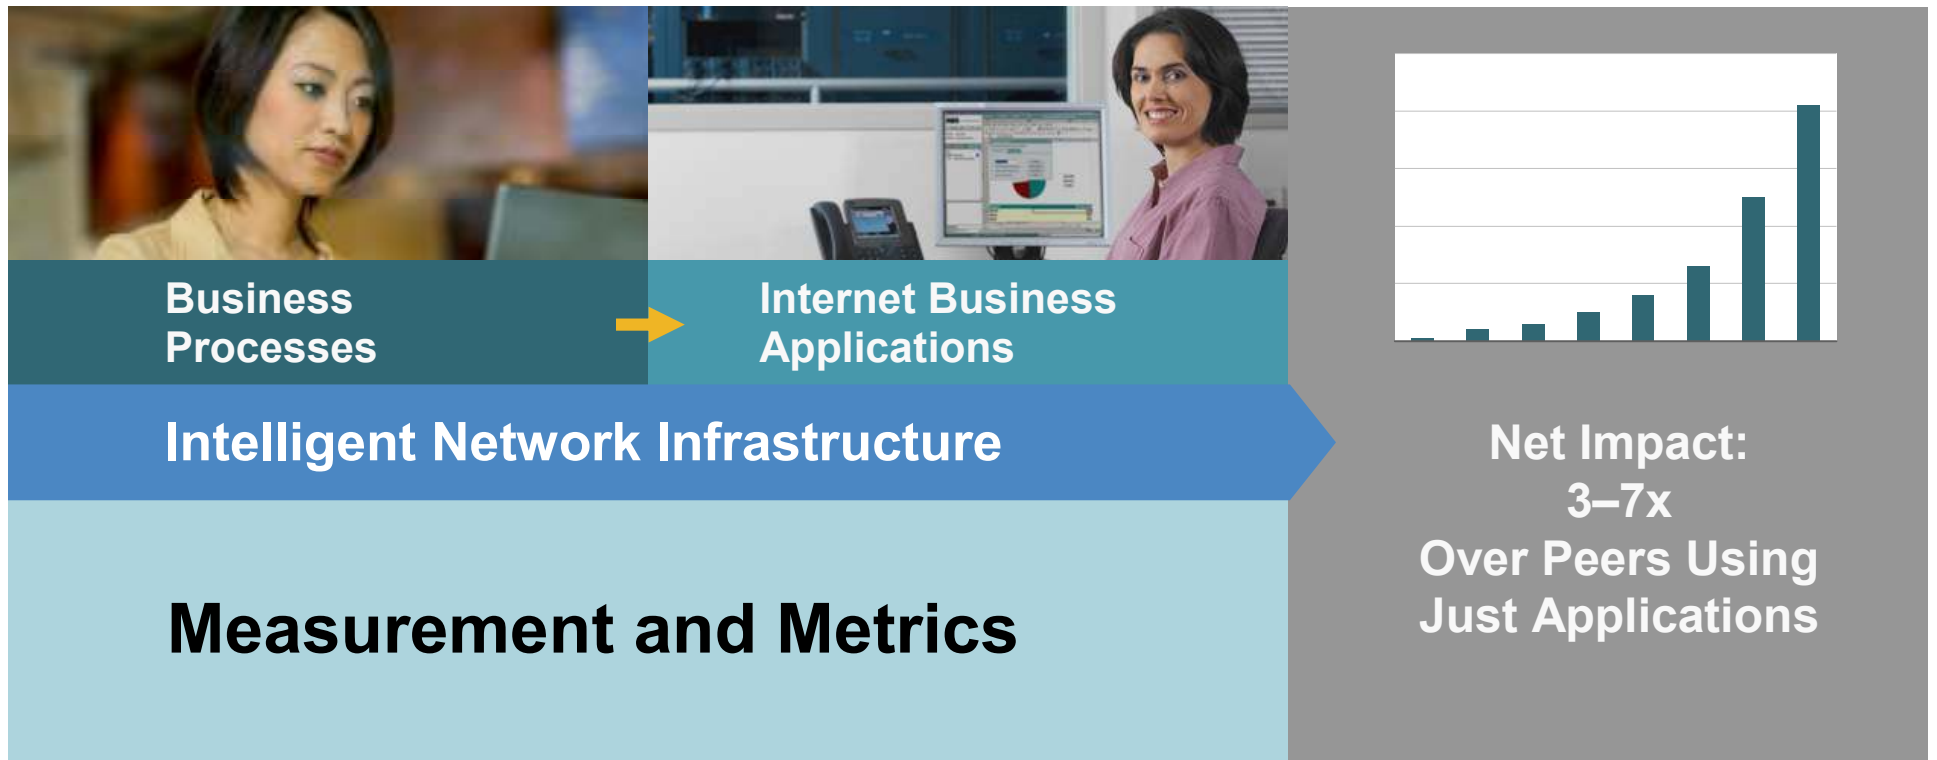 Business
Processes
Internet Business
Applications
Intelligent Network Infrastructure
Measurement and Metrics
Net Impact:
3–7x
Over Peers Using
Just Applications